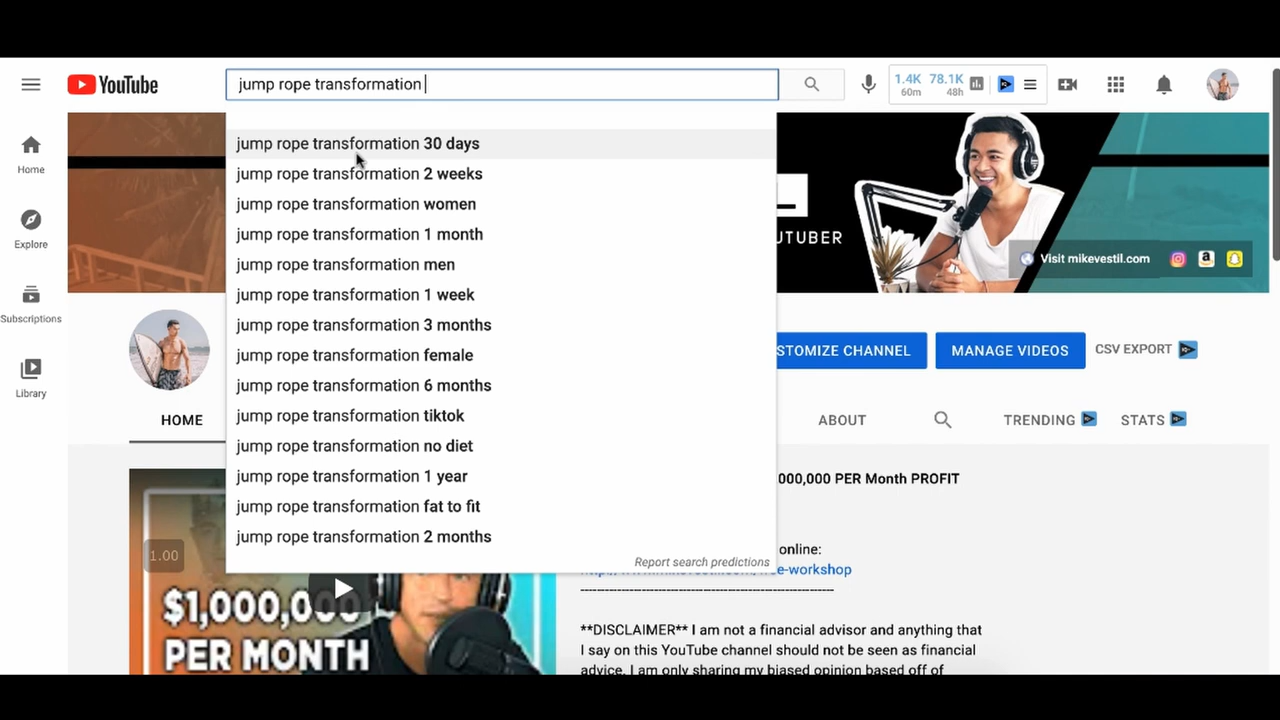 YouTube
jump rope transformation
1.4K 78.1K
60m 48h
jump rope transformation 30 days
jump rope transformation 2 weeks
jump rope transformation women
jump rope transformation 1 month
jump rope transformation men
jump rope transformation 1 week
jump rope transformation 3 months
jump rope transformation female
jump rope transformation 6 months
jump rope transformation tiktok
jump rope transformation no diet
jump rope transformation 1 year
jump rope transformation fat to fit
jump rope transformation 2 months
Report search predictions
Home
Explore
Subscriptions
Library
UTUBER
Visit mikevestil.com
STOMIZE CHANNEL
MANAGE VIDEOS
CSV EXPORT
HOME
ABOUT
TRENDING
STATS
000,000 PER Month PROFIT
online:
ee-workshop
----------------------------------------------------------
**DISCLAIMER** I am not a financial advisor and anything that
I say on this YouTube channel should not be seen as financial
advice. I am only sharing my biased opinion based off of
1.00
$1,000,000
PER MONTH